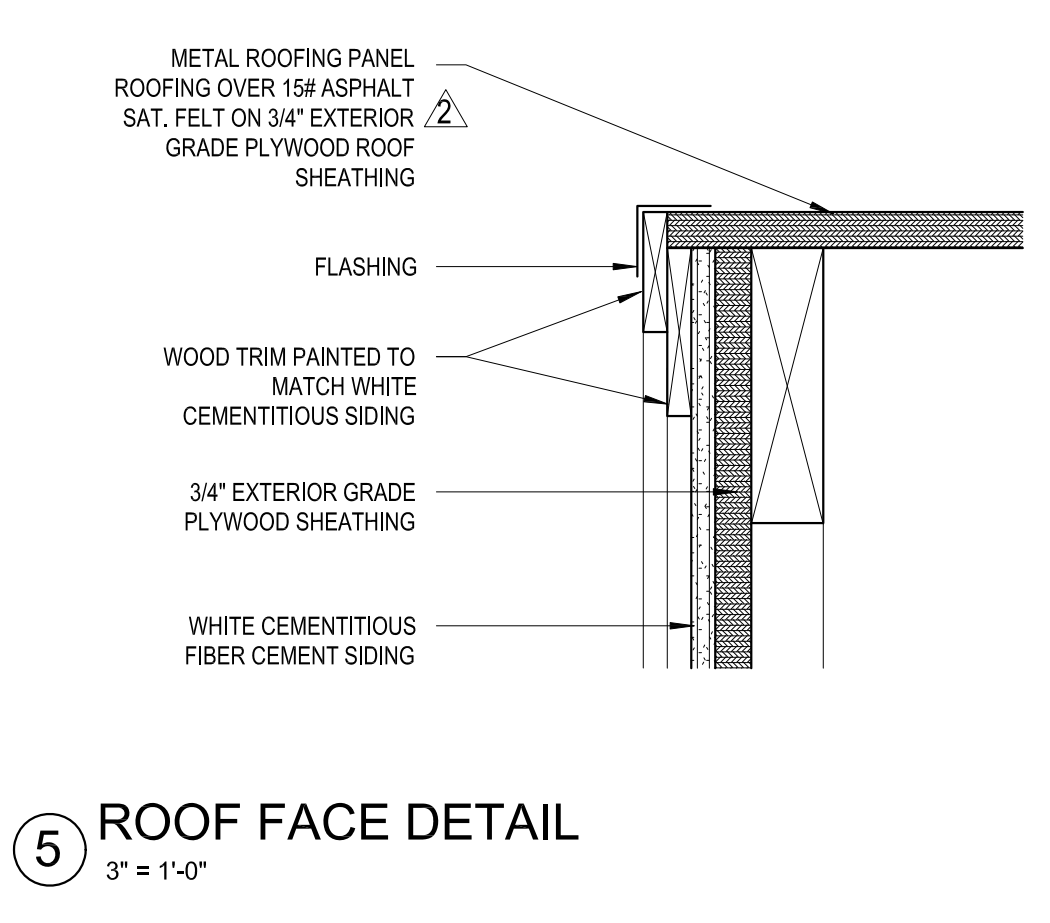 METAL ROOFING PANEL
ROOFING OVER 15# ASPHALT
SAT. FELT ON 3/4" EXTERIOR
2
GRADE PLYWOOD ROOF
SHEATHING
FLASHING
WOOD TRIM PAINTED TO
MATCH WHITE
CEMENTITIOUS SIDING
3/4" EXTERIOR GRADE
PLYWOOD SHEATHING
WHITE CEMENTITIOUS
FIBER CEMENT SIDING
5
ROOF FACE DETAIL
3" = 1'-0"